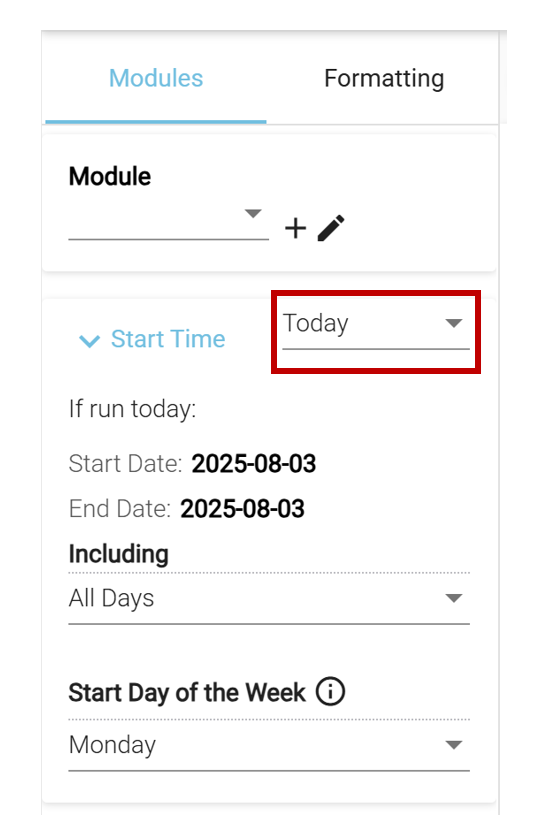 Modules Formatting
Module
Start Time Today
If run today:
Start Date: 2025-08-03
End Date: 2025-08-03
Including
All Days
Start Day of the Week
Monday